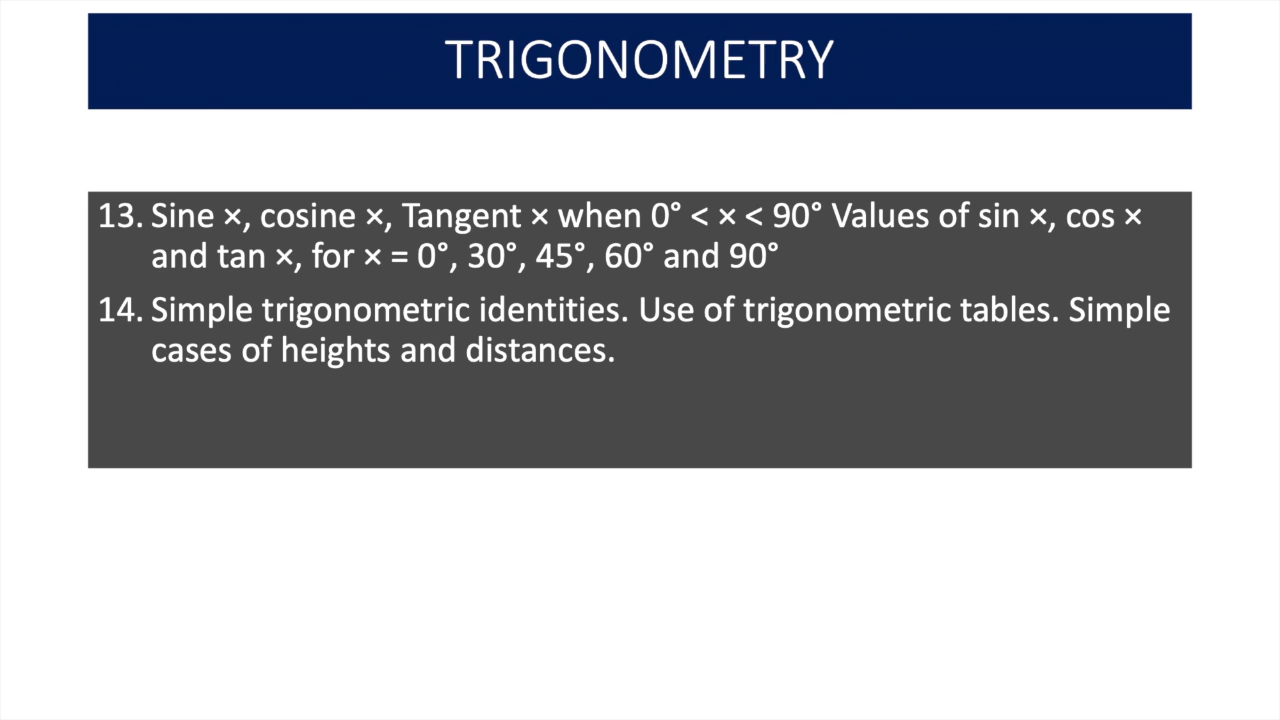 TRIGONOMETRY
13. Sine ×, cosine ×, Tangent × when 0° < × < 90° Values of sin ×, cos ×
and tan ×, for × = 0°, 30°, 45°, 60° and 90°
14. Simple trigonometric identities. Use of trigonometric tables. Simple
cases of heights and distances.